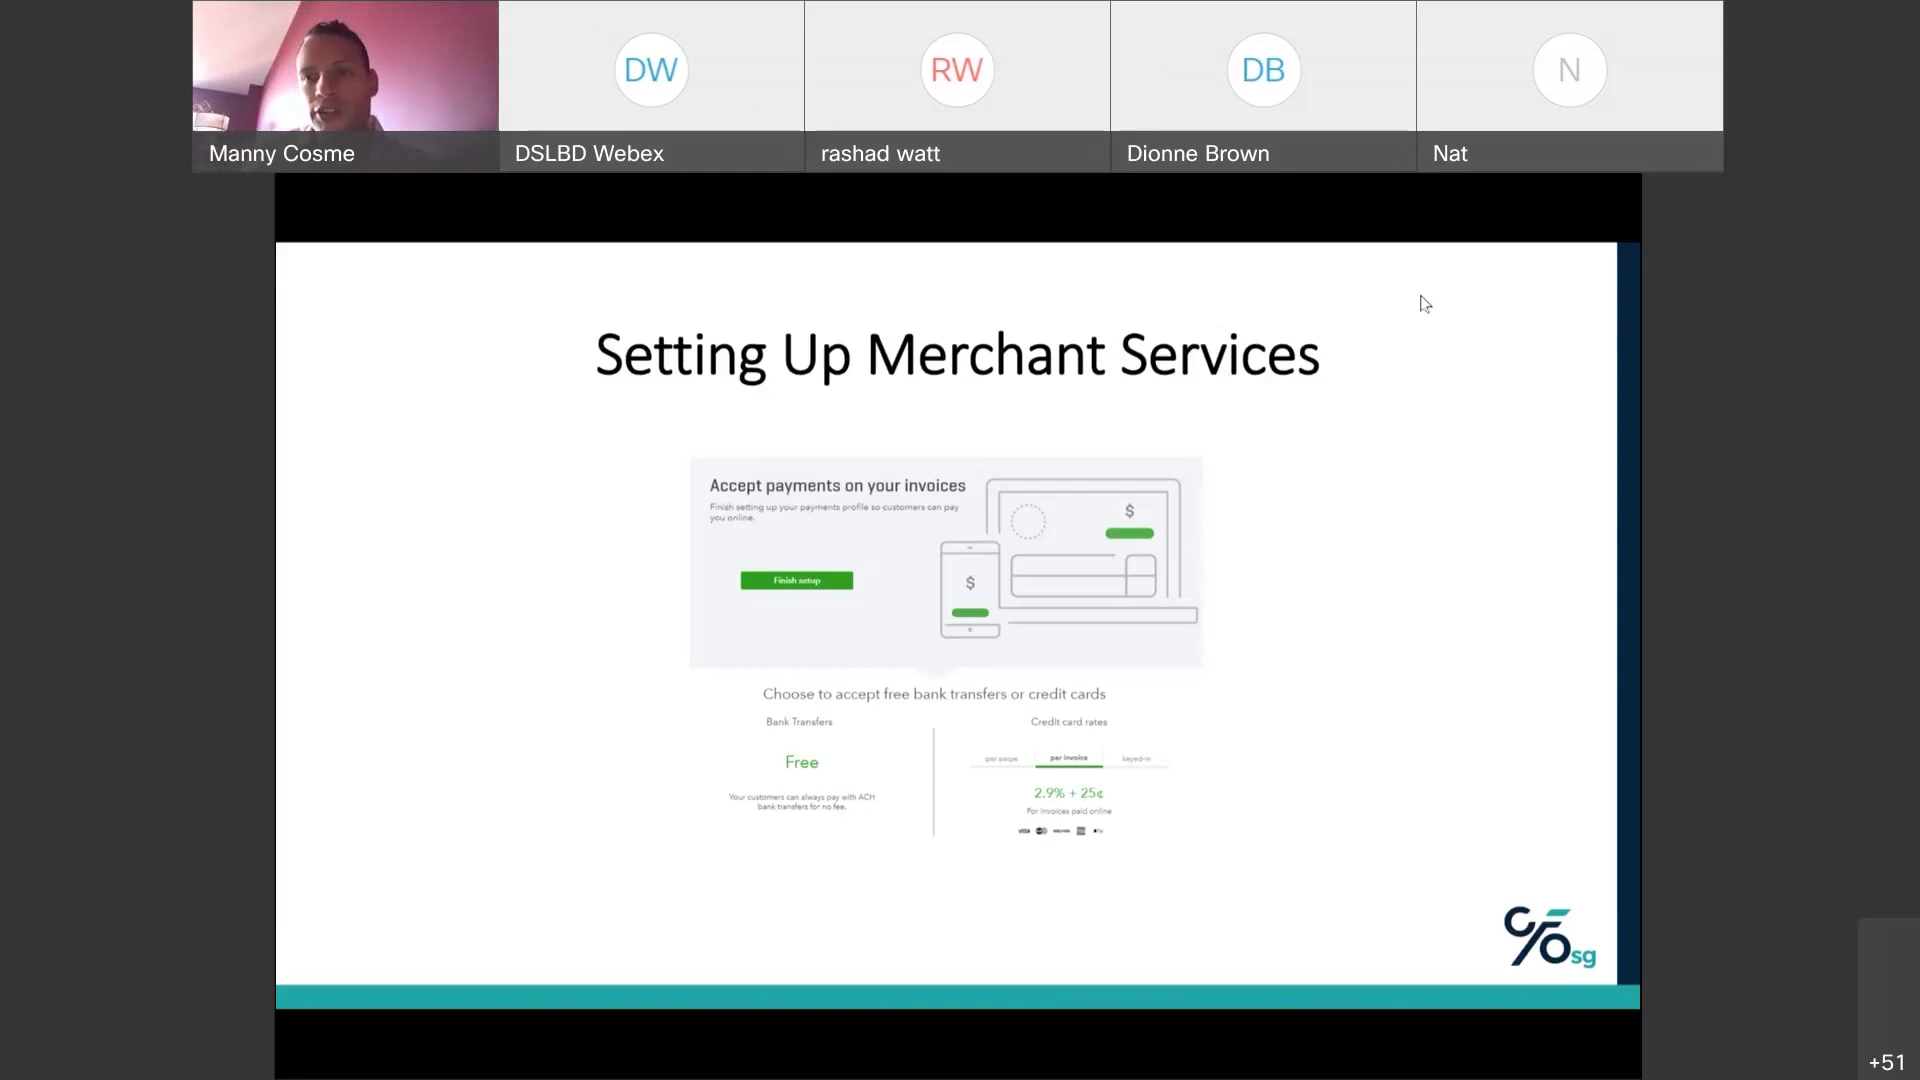 DW
RW
DB
N
Manny Cosme
DSLBD Webex
rashad watt
Dionne Brown
Nat
Setting Up Merchant Services
Accept payments on your invoices
Finish setting up your payments profile so customers can pay
you online.
$
$
Finish setup
Choose to accept free bank transfers or credit cards
Bank Transfers
Credit card rates
per swipe
per invoice
keyed-in
Free
2.9% + 25¢
Your customers can always pay with ACH
bank transfers for no fee.
For invoices paid online
VISA
CFO
sg
+51